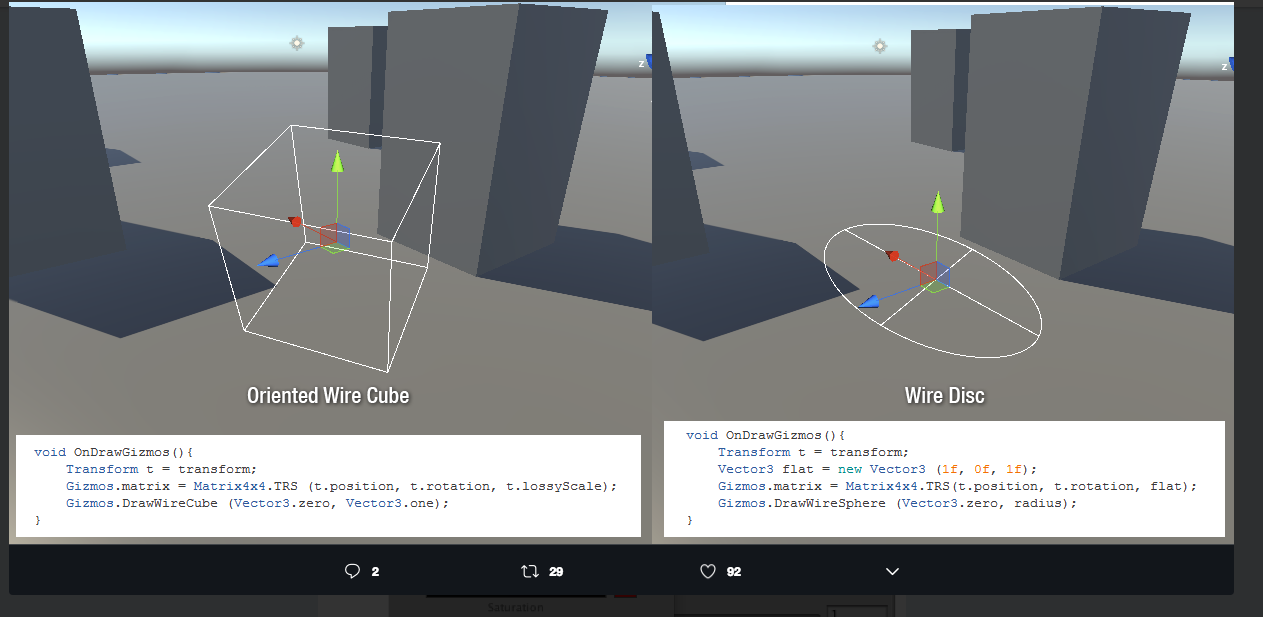 z
z
Oriented Wire Cube
Wire Disc
void OnDrawGizmos(){
Transform t = transform;
Gizmos.matrix = Matrix4x4.TRS (t.position, t.rotation, t.lossyScale);
Gizmos.DrawWireCube (Vector3.zero, Vector3.one);
}
void OnDrawGizmos(){
Transform t = transform;
Vector3 flat = new Vector3 (1f, 0f, 1f);
Gizmos.matrix = Matrix4x4.TRS(t.position, t.rotation, flat);
Gizmos.DrawWireSphere (Vector3.zero, radius);
}
2
29
92
Saturation
1